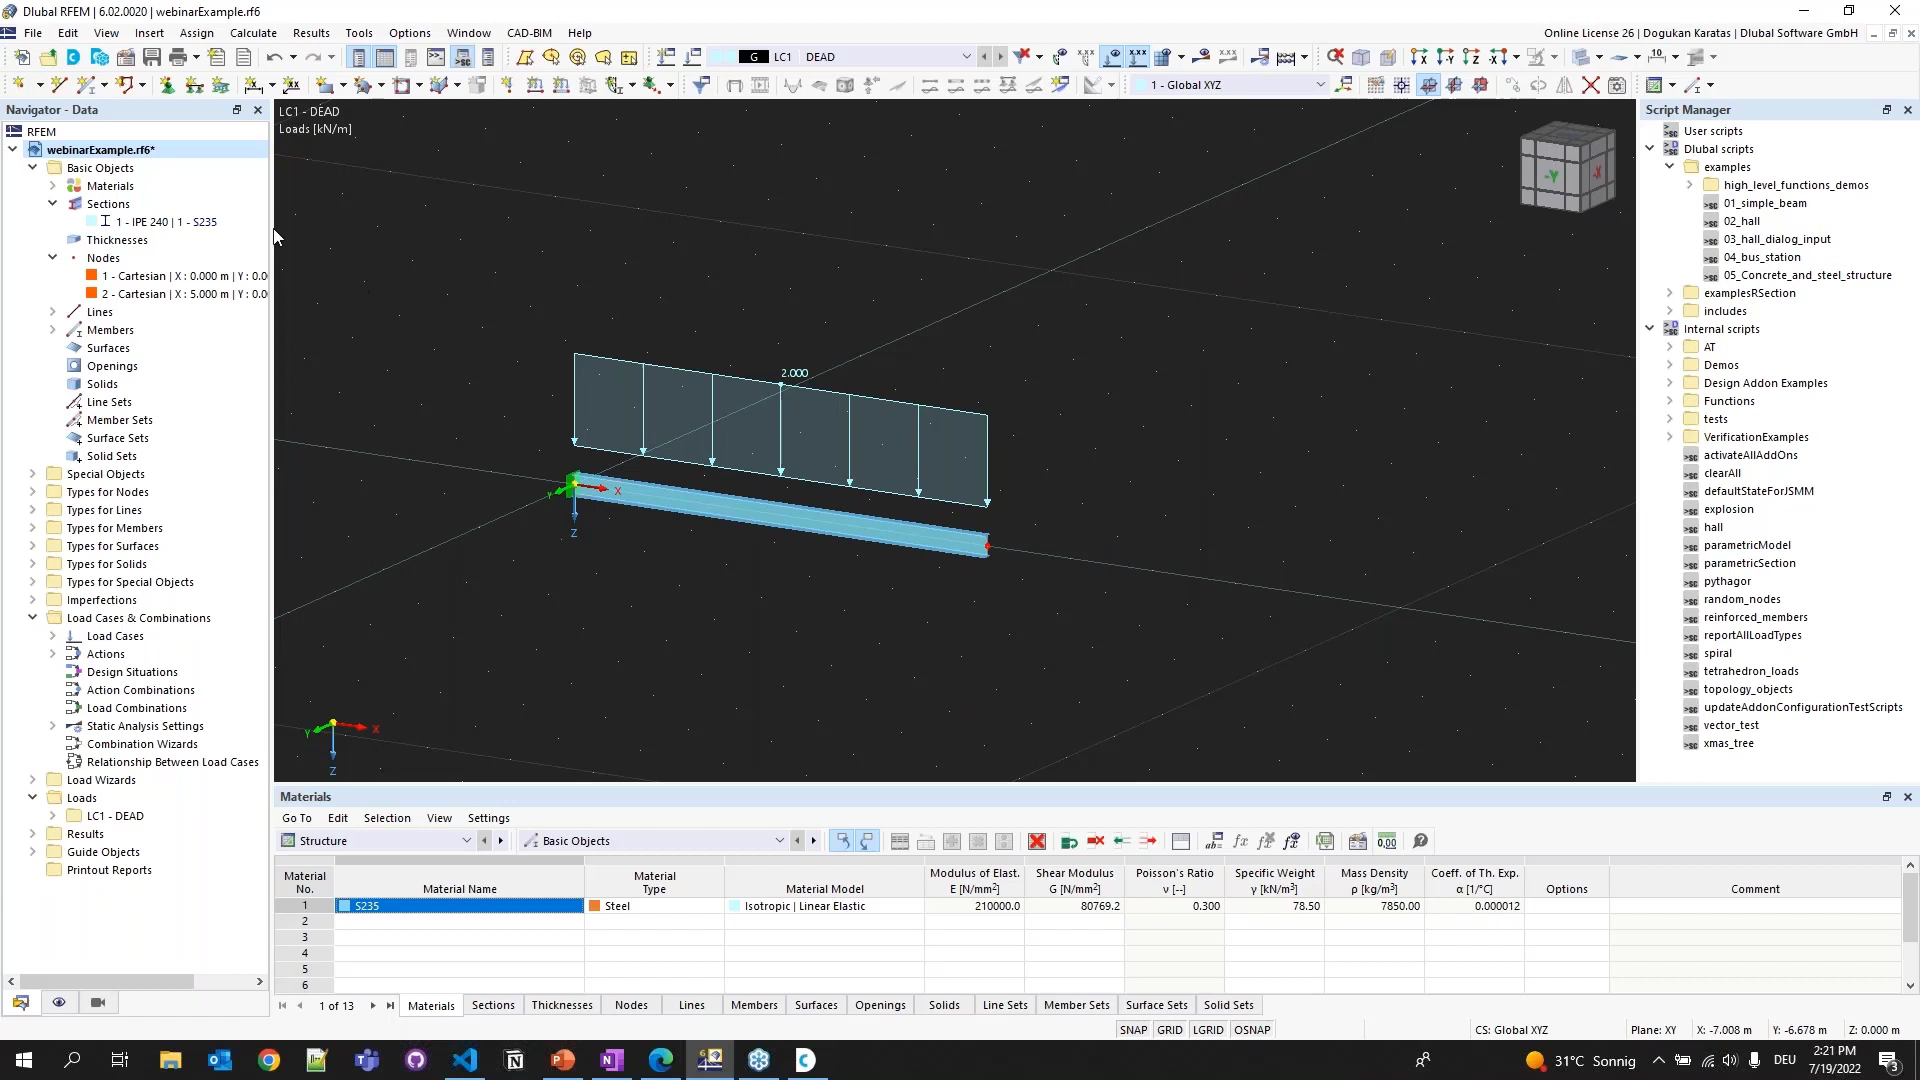 Dlubal RFEM | 6.02.0020 | webinarExample.rf6
File Edit View Insert Assign Calculate Results Tools Options Window CAD-BIM Help
Online License 26 | Dogukan Karatas | Dlubal Software GmbH
G LC1 DEAD
1 - Global XYZ
Navigator - Data
RFEM
webinarExample.rf6*
Basic Objects
Materials
Sections
1 - IPE 240 | 1 - S235
Thicknesses
Nodes
1 - Cartesian | X : 0.000 m | Y : 0.0
2 - Cartesian | X : 5.000 m | Y : 0.0
Lines
Members
Surfaces
Openings
Solids
Line Sets
Member Sets
Surface Sets
Solid Sets
Special Objects
Types for Nodes
Types for Lines
Types for Members
Types for Surfaces
Types for Solids
Types for Special Objects
Imperfections
Load Cases & Combinations
Load Cases
Actions
Design Situations
Action Combinations
Load Combinations
Static Analysis Settings
Combination Wizards
Relationship Between Load Cases
Load Wizards
Loads
LC1 - DEAD
Results
Guide Objects
Printout Reports
LC1 - DEAD
Loads [kN/m]
2.000
Y X
Z
Y X
Z
-Y -X
Script Manager
User scripts
Dlubal scripts
examples
high_level_functions_demos
01_simple_beam
02_hall
03_hall_dialog_input
04_bus_station
05_Concrete_and_steel_structure
examplesRSection
includes
Internal scripts
AT
Demos
Design Addon Examples
Functions
tests
VerificationExamples
activateAllAddOns
clearAll
defaultStateForJSMM
explosion
hall
parametricModel
parametricSection
pythagor
random_nodes
reinforced_members
reportAllLoadTypes
spiral
tetrahedron_loads
topology_objects
updateAddonConfigurationTestScripts
vector_test
xmas_tree
Materials
Go To Edit Selection View Settings
Structure
Basic Objects
Material No.
Material Name
Material Type
Material Model
Modulus of Elast. E [N/mm²]
Shear Modulus G [N/mm²]
Poisson's Ratio ν [--]
Specific Weight γ [kN/m³]
Mass Density ρ [kg/m³]
Coeff. of Th. Exp. α [1/°C]
Options
Comment
1 S235 Steel Isotropic | Linear Elastic 210000.0 80769.2 0.300 78.50 7850.00 0.000012
2
3
4
5
6
1 of 13 Materials Sections Thicknesses Nodes Lines Members Surfaces Openings Solids Line Sets Member Sets Surface Sets Solid Sets
SNAP GRID LGRID OSNAP
CS: Global XYZ
Plane: XY
X: -7.008 m Y: -6.678 m Z: 0.000 m
31°C Sonnig
DEU
2:21 PM
7/19/2022
3